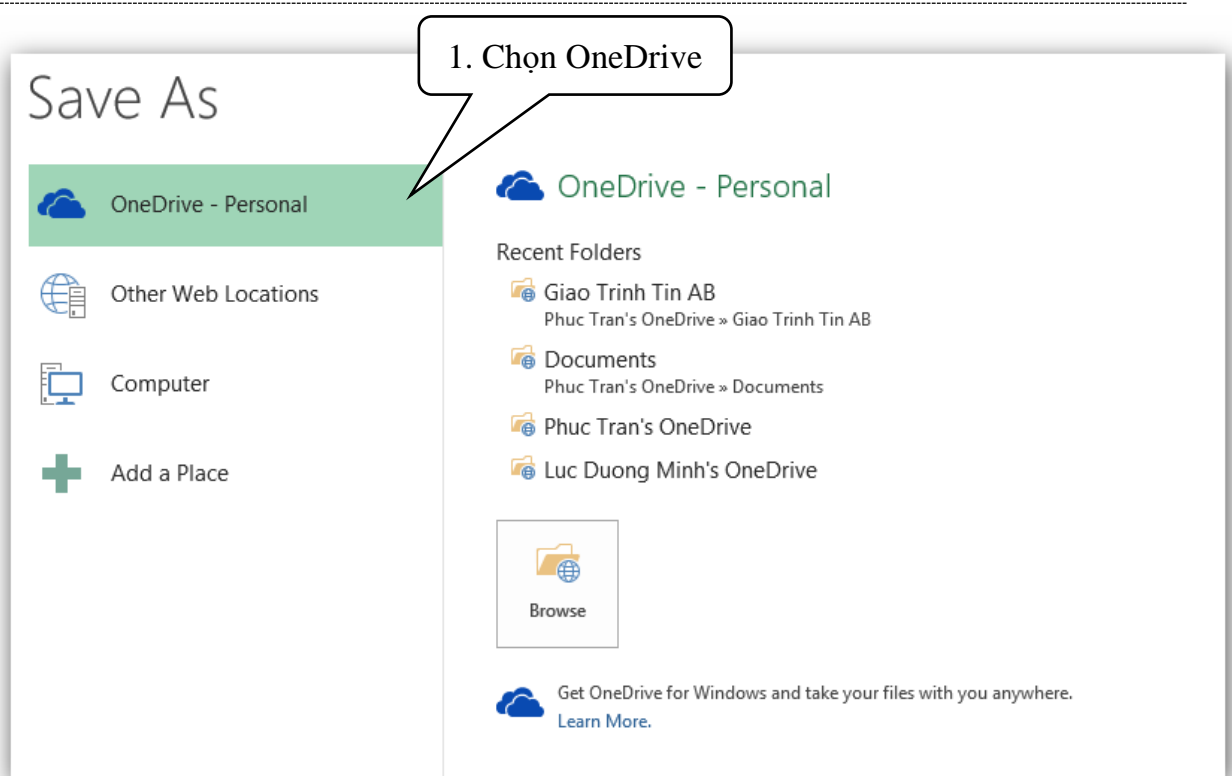 1. Chọn OneDrive
Save As
OneDrive - Personal
Other Web Locations
Computer
Add a Place
OneDrive - Personal
Recent Folders
Giao Trinh Tin AB
Phuc Tran's OneDrive » Giao Trinh Tin AB
Documents
Phuc Tran's OneDrive » Documents
Phuc Tran's OneDrive
Luc Duong Minh's OneDrive
Browse
Get OneDrive for Windows and take your files with you anywhere.
Learn More.